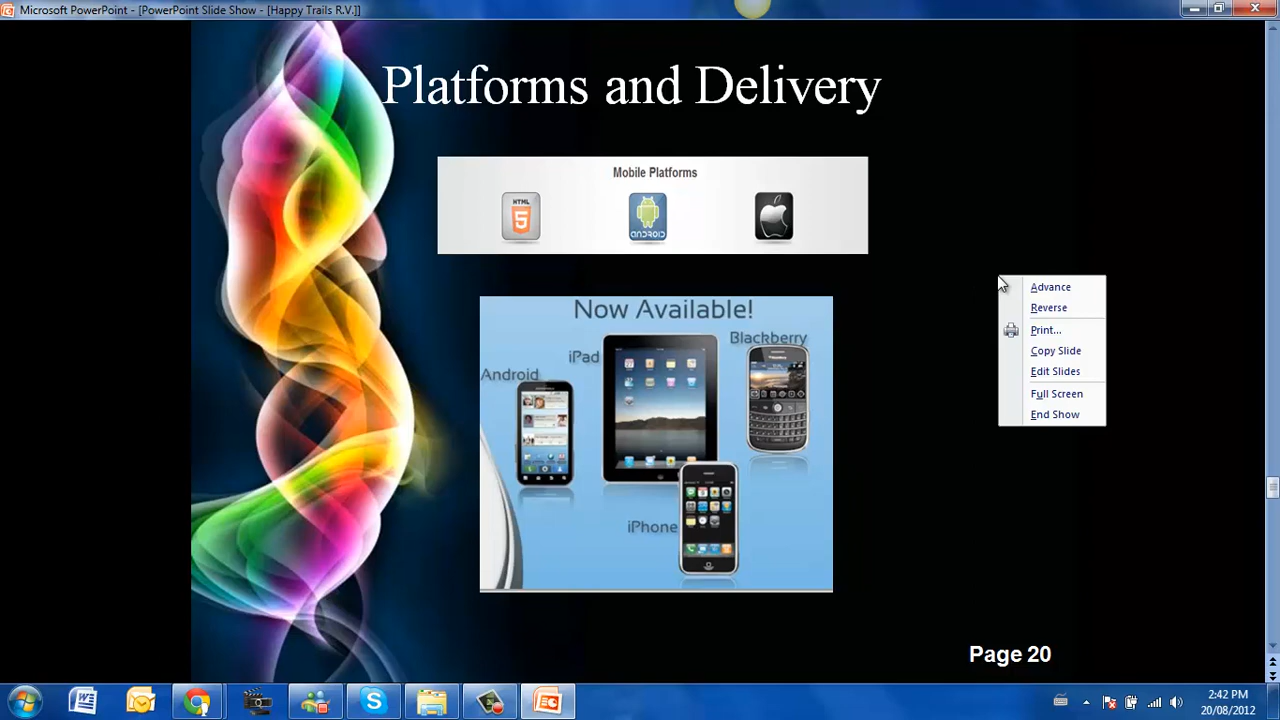 Microsoft PowerPoint - [PowerPoint Slide Show - [Happy Trails R.V.]]
Platforms and Delivery
Mobile Platforms
HTML
5
ANDROID
Now Available!
Blackberry
iPad
Android
iPhone
Advance
Reverse
Print...
Copy Slide
Edit Slides
Full Screen
End Show
Page 20
2:42 PM
20/08/2012